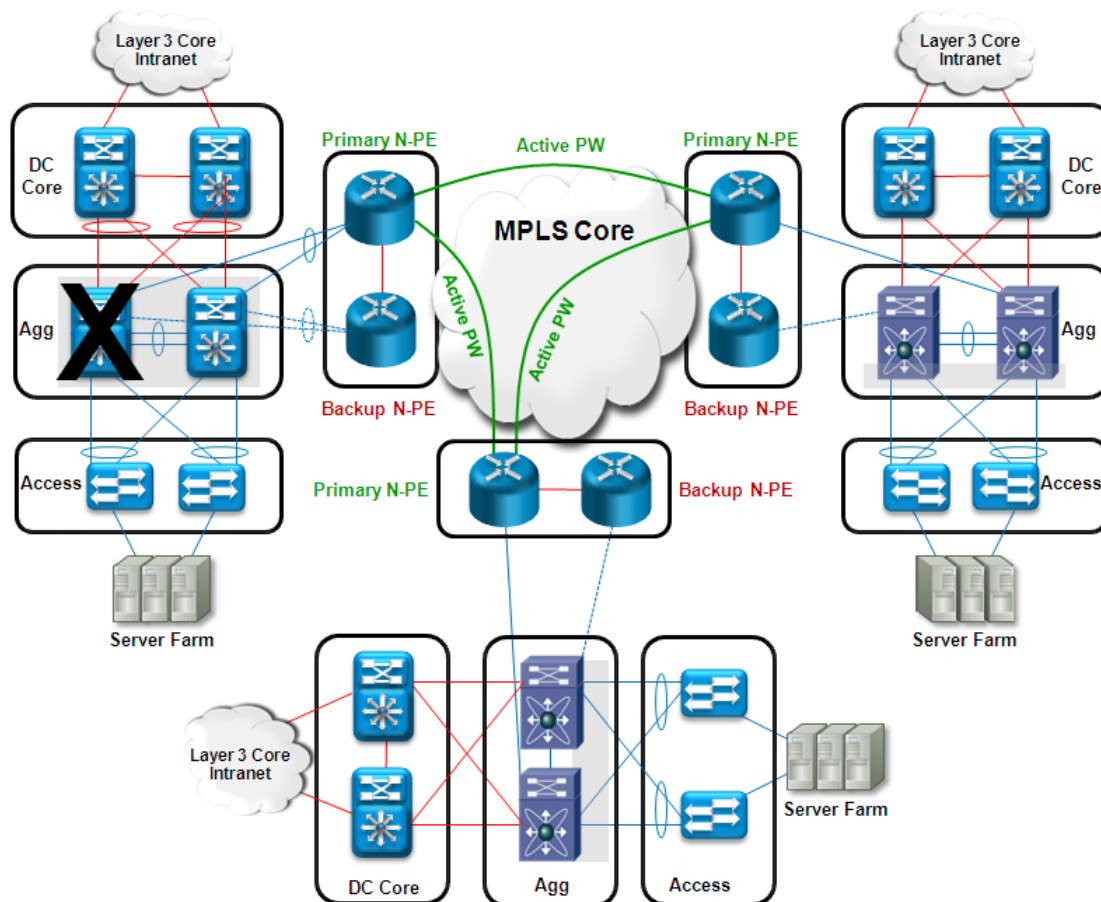 Layer 3 Core
Intranet
Layer 3 Core
Intranet
DC
Core
Primary N-PE
Active PW
Primary N-PE
DC
Core
MPLS Core
Agg
X
Active PW
Active PW
Agg
Backup N-PE
Backup N-PE
Access
Primary N-PE
Backup N-PE
Access
Server Farm
Server Farm
Layer 3 Core
Intranet
Server Farm
DC Core
Agg
Access